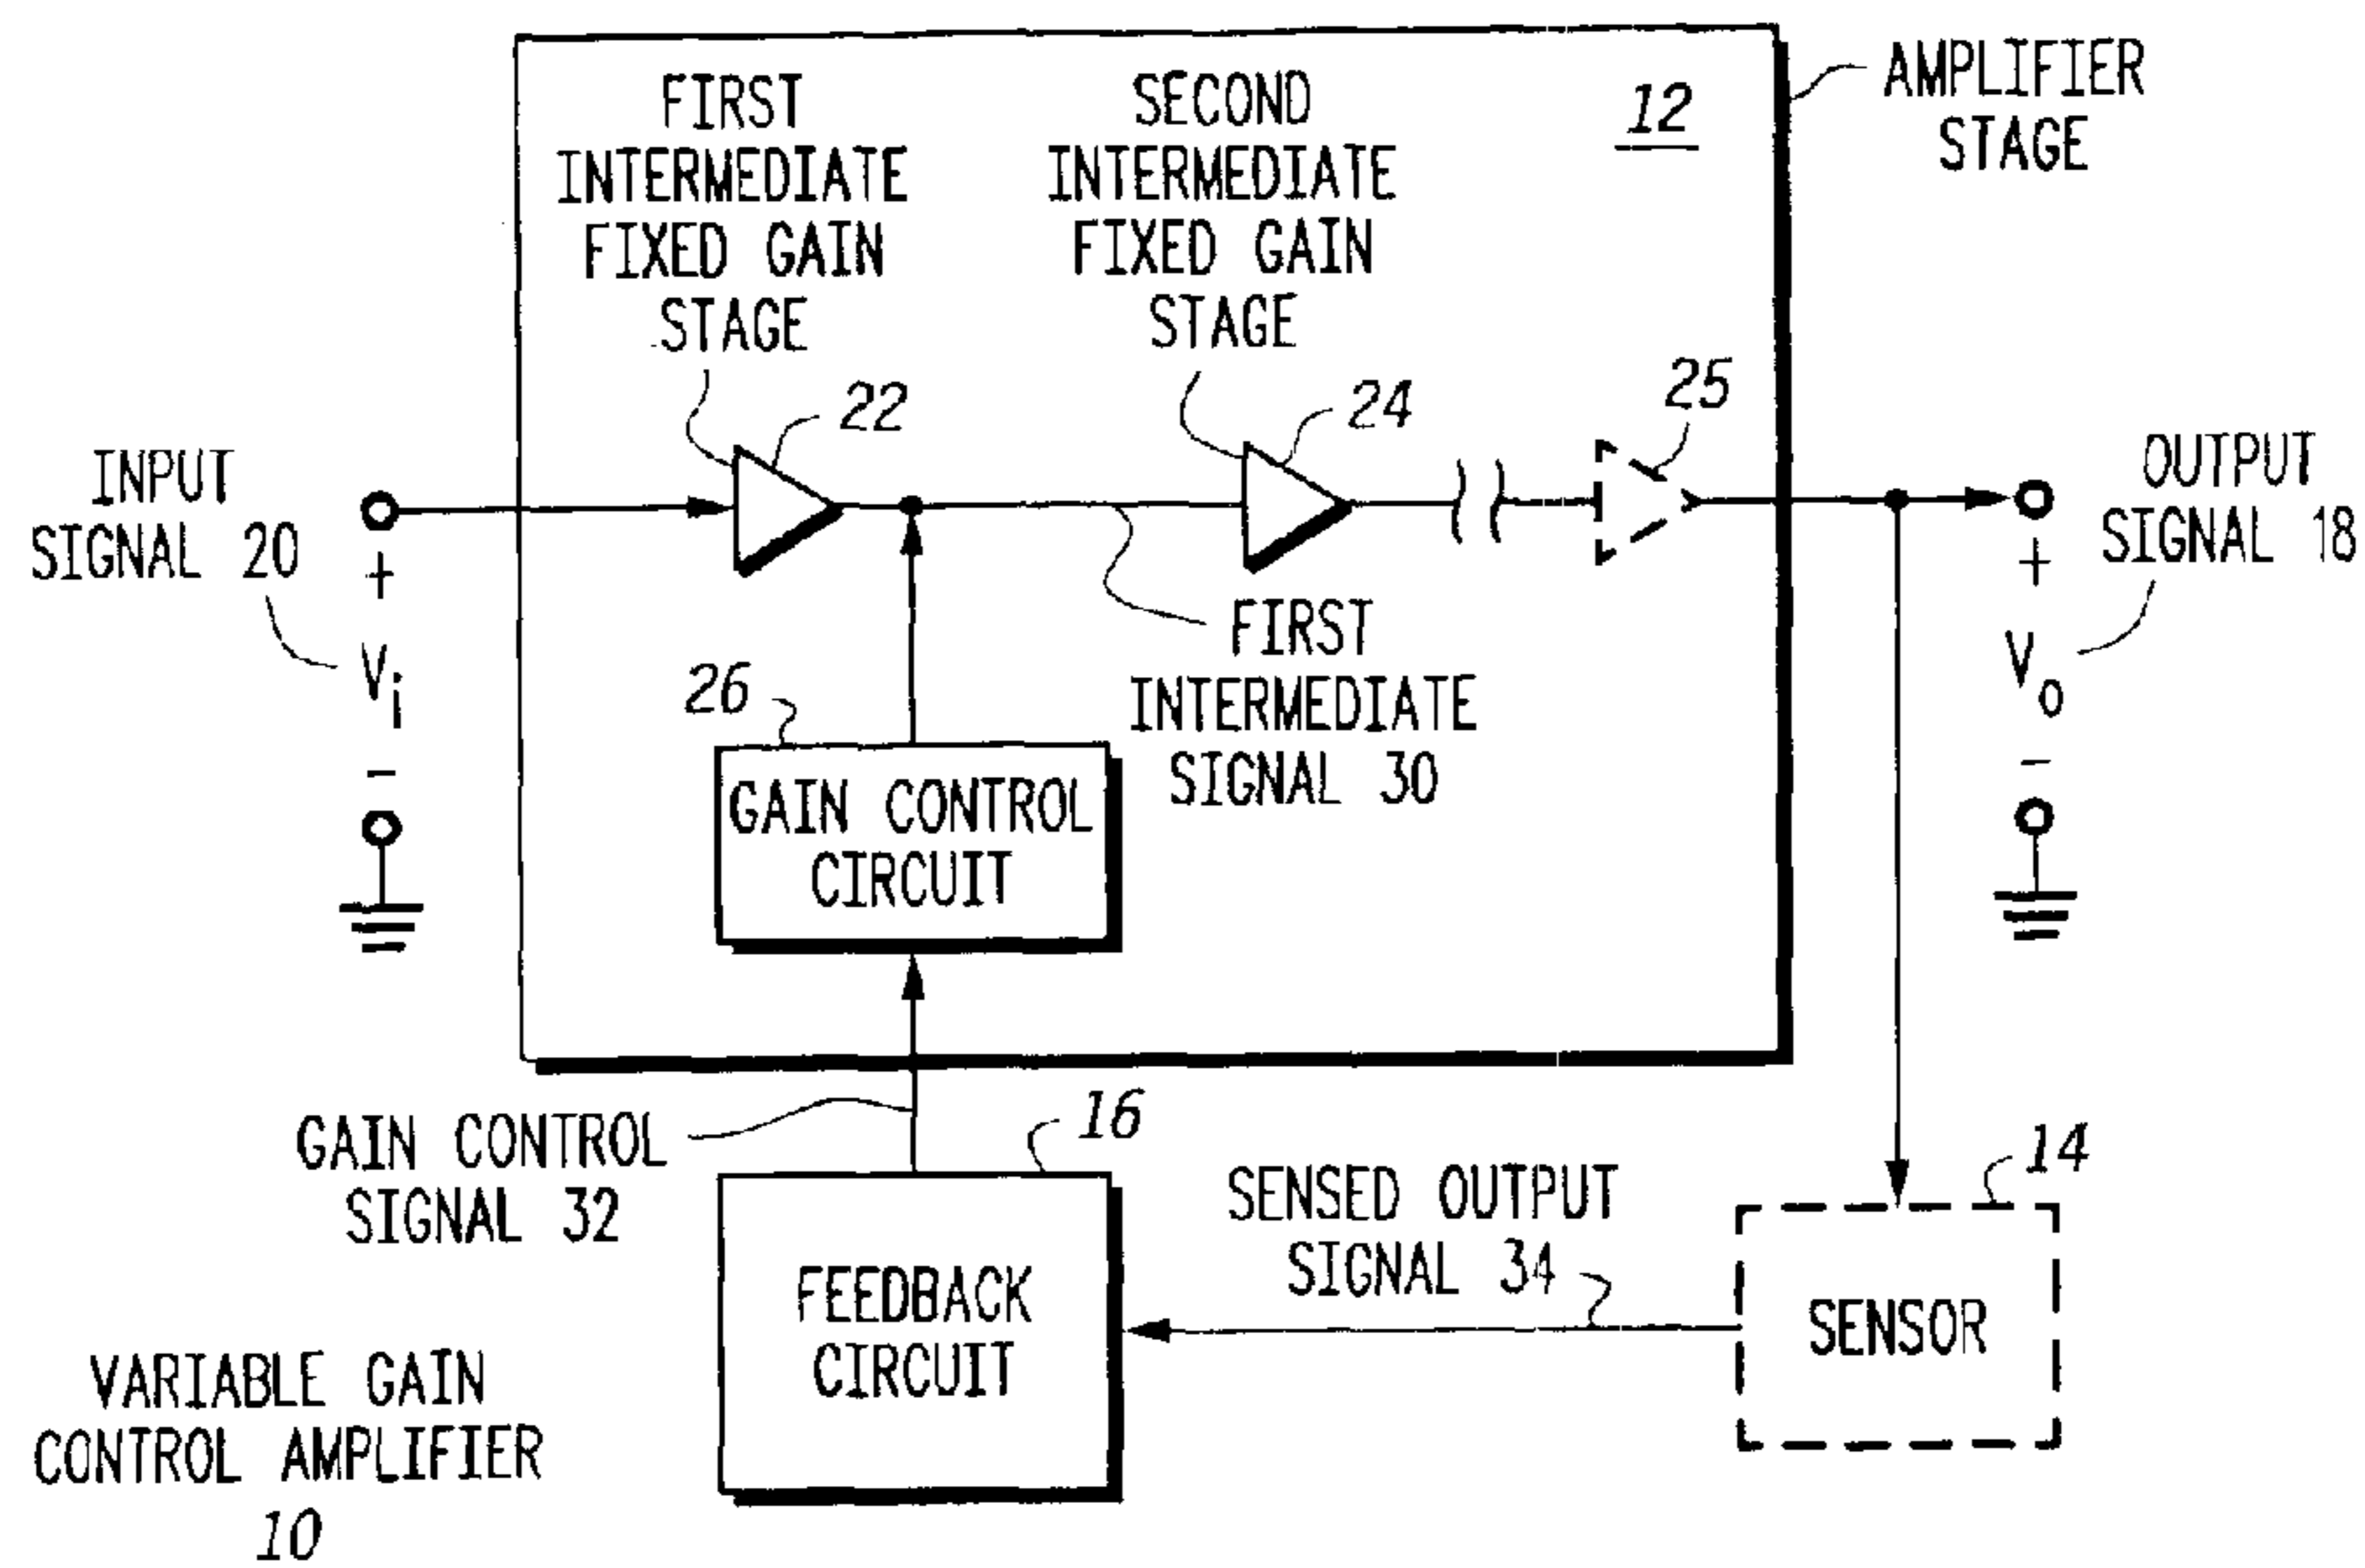 FIRST
INTERMEDIATE
FIXED GAIN
STAGE
SECOND
INTERMEDIATE
FIXED GAIN
STAGE
12
AMPLIFIER
STAGE
22
24
25
INPUT
SIGNAL 20
+
Vi
-
OUTPUT
SIGNAL 18
+
Vo
-
FIRST
INTERMEDIATE
SIGNAL 30
26
GAIN CONTROL
CIRCUIT
GAIN CONTROL
SIGNAL 32
16
FEEDBACK
CIRCUIT
SENSED OUTPUT
SIGNAL 34
14
SENSOR
VARIABLE GAIN
CONTROL AMPLIFIER
10